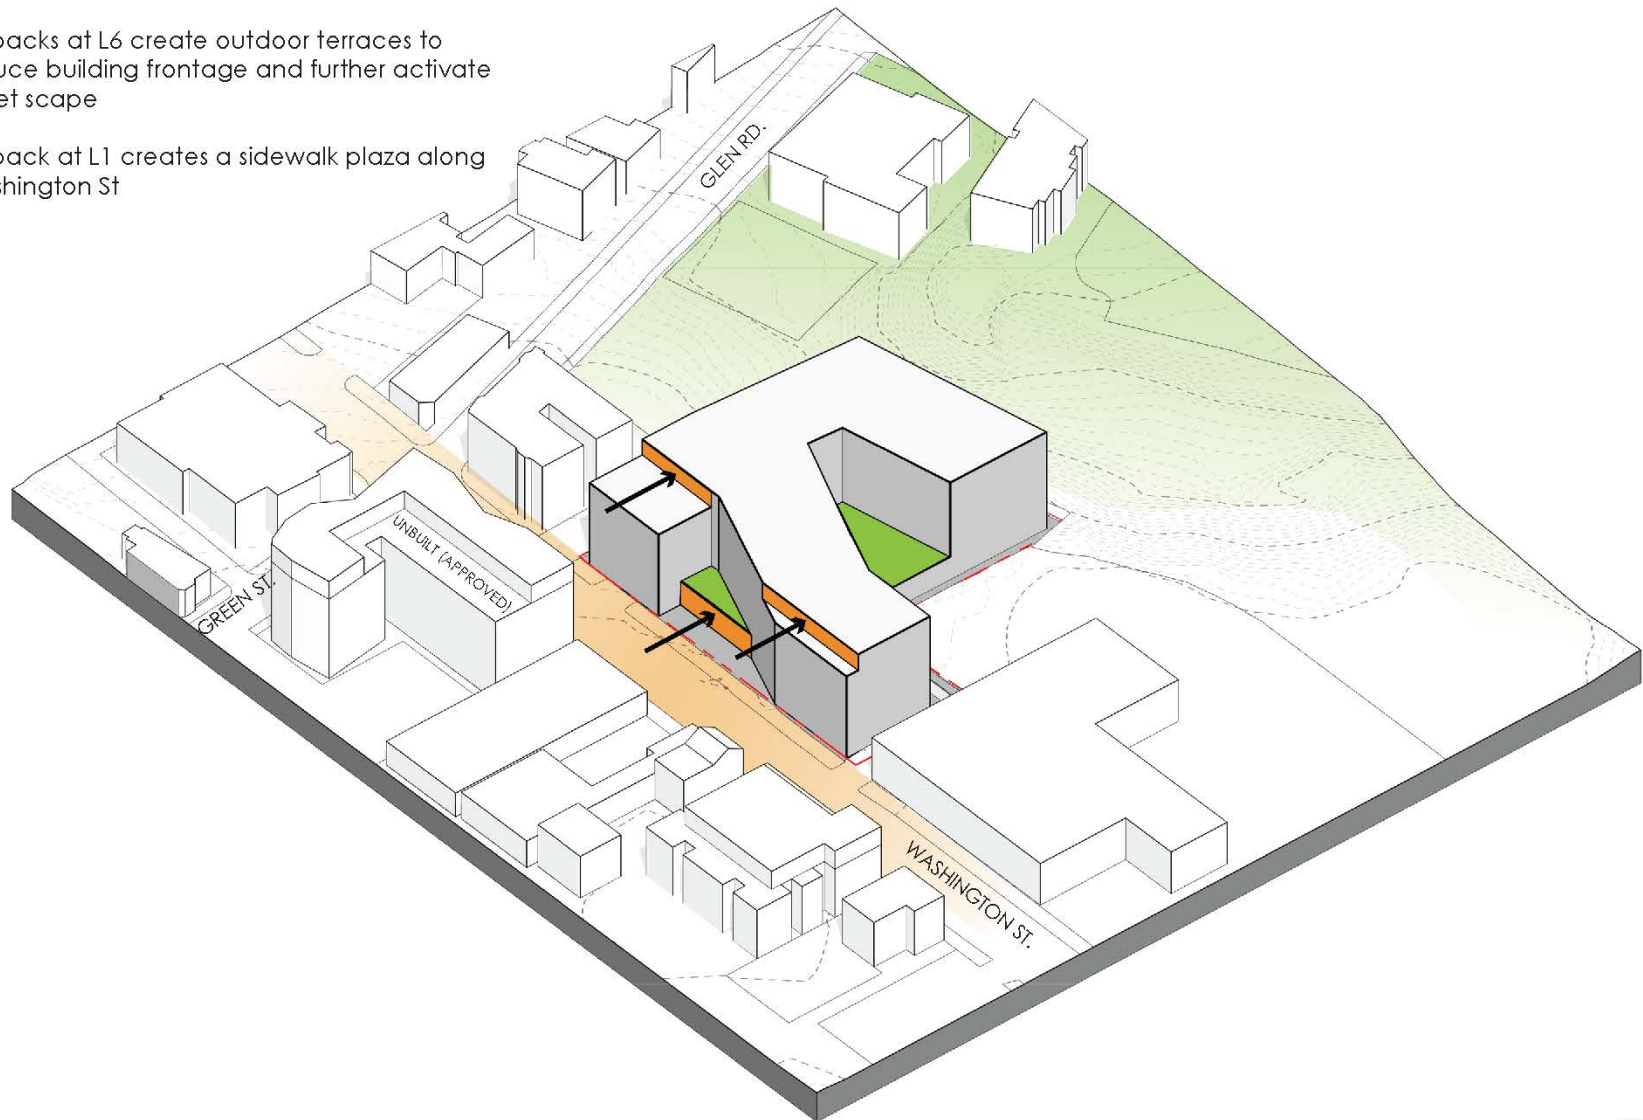 backs at L6 create outdoor terraces to
uce building frontage and further activate
et scape
back at L1 creates a sidewalk plaza along
shington St
GLEN RD.
UNBUILT (APPROVED)
GREEN ST.
WASHINGTON ST.